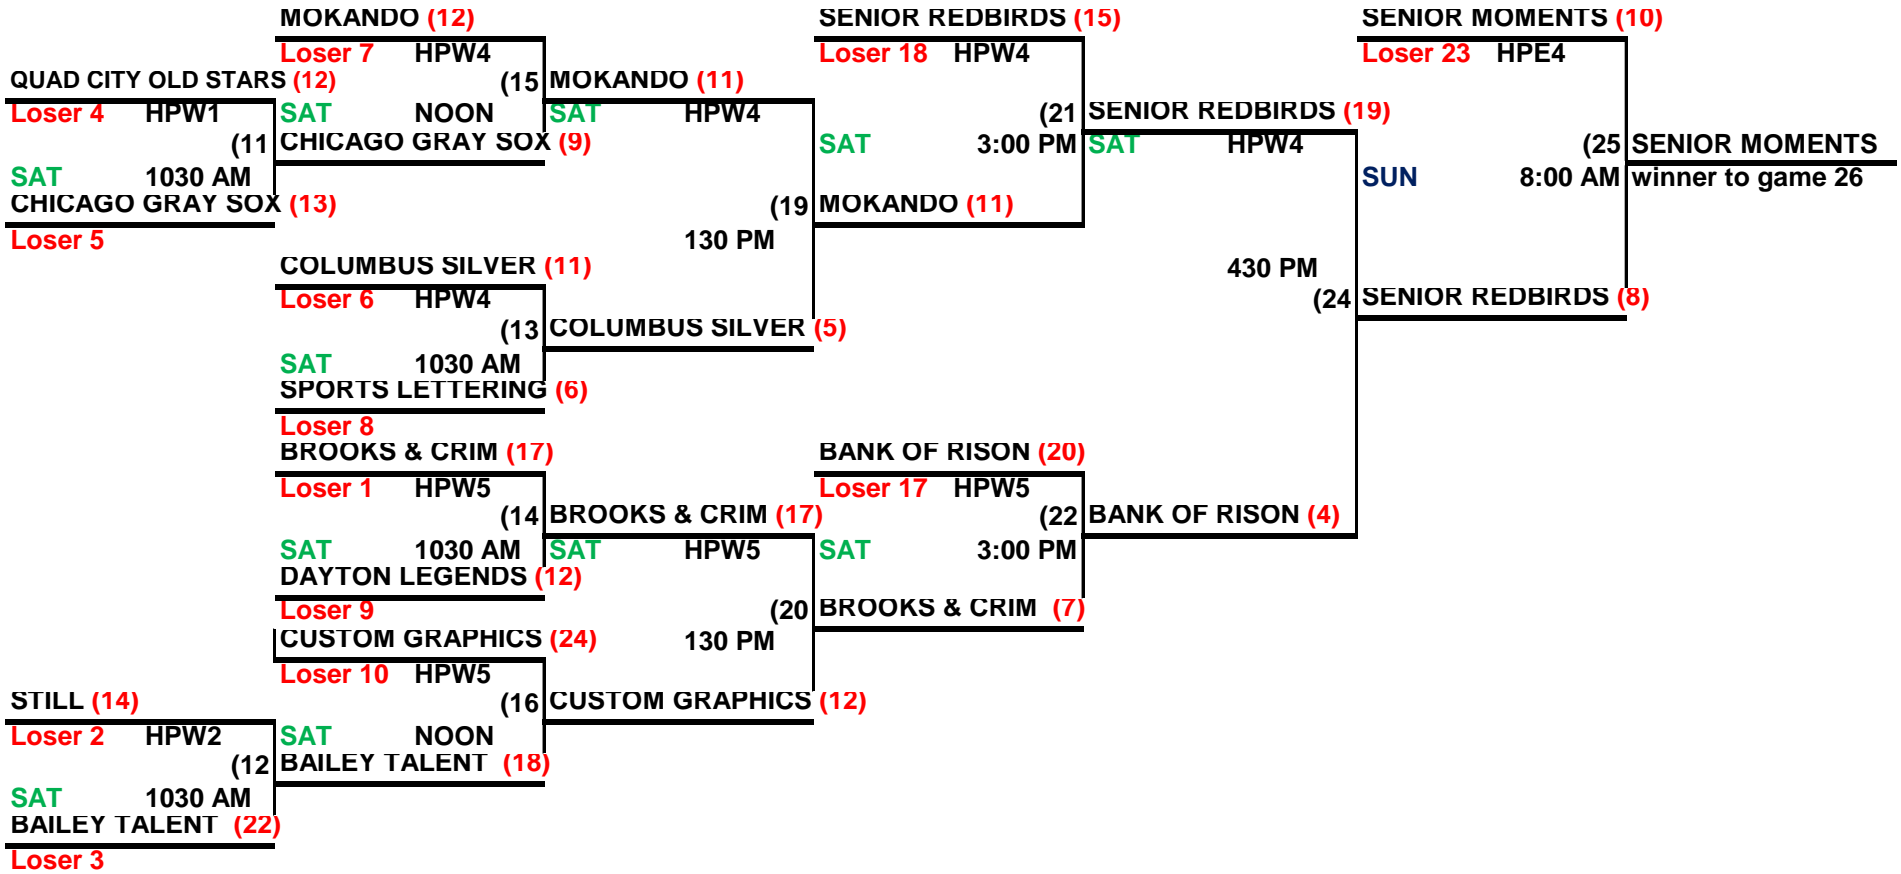 MOKANDO (12) SENIOR REDBIRDS (15) SENIOR MOMENTS (10)
Loser 7 HPW4 Loser 18 HPW4 Loser 23 HPE4
QUAD CITY OLD STARS (12) (15 MOKANDO (11)
Loser 4 HPW1 SAT NOON SAT HPW4 (21 SENIOR REDBIRDS (19)
(11 CHICAGO GRAY SOX (9) SAT 3:00 PM SAT HPW4 (25 SENIOR MOMENTS
SAT 1030 AM SUN 8:00 AM winner to game 26
CHICAGO GRAY SOX (13) (19 MOKANDO (11)
Loser 5 130 PM
COLUMBUS SILVER (11) 430 PM
Loser 6 HPW4 (24 SENIOR REDBIRDS (8)
(13 COLUMBUS SILVER (5)
SAT 1030 AM
SPORTS LETTERING (6)
Loser 8
BROOKS & CRIM (17) BANK OF RISON (20)
Loser 1 HPW5 Loser 17 HPW5
(14 BROOKS & CRIM (17) (22 BANK OF RISON (4)
SAT 1030 AM SAT HPW5 SAT 3:00 PM
DAYTON LEGENDS (12)
Loser 9 (20 BROOKS & CRIM (7)
CUSTOM GRAPHICS (24) 130 PM
Loser 10 HPW5
STILL (14) (16 CUSTOM GRAPHICS (12)
Loser 2 HPW2 SAT NOON
(12 BAILEY TALENT (18)
SAT 1030 AM
BAILEY TALENT (22)
Loser 3